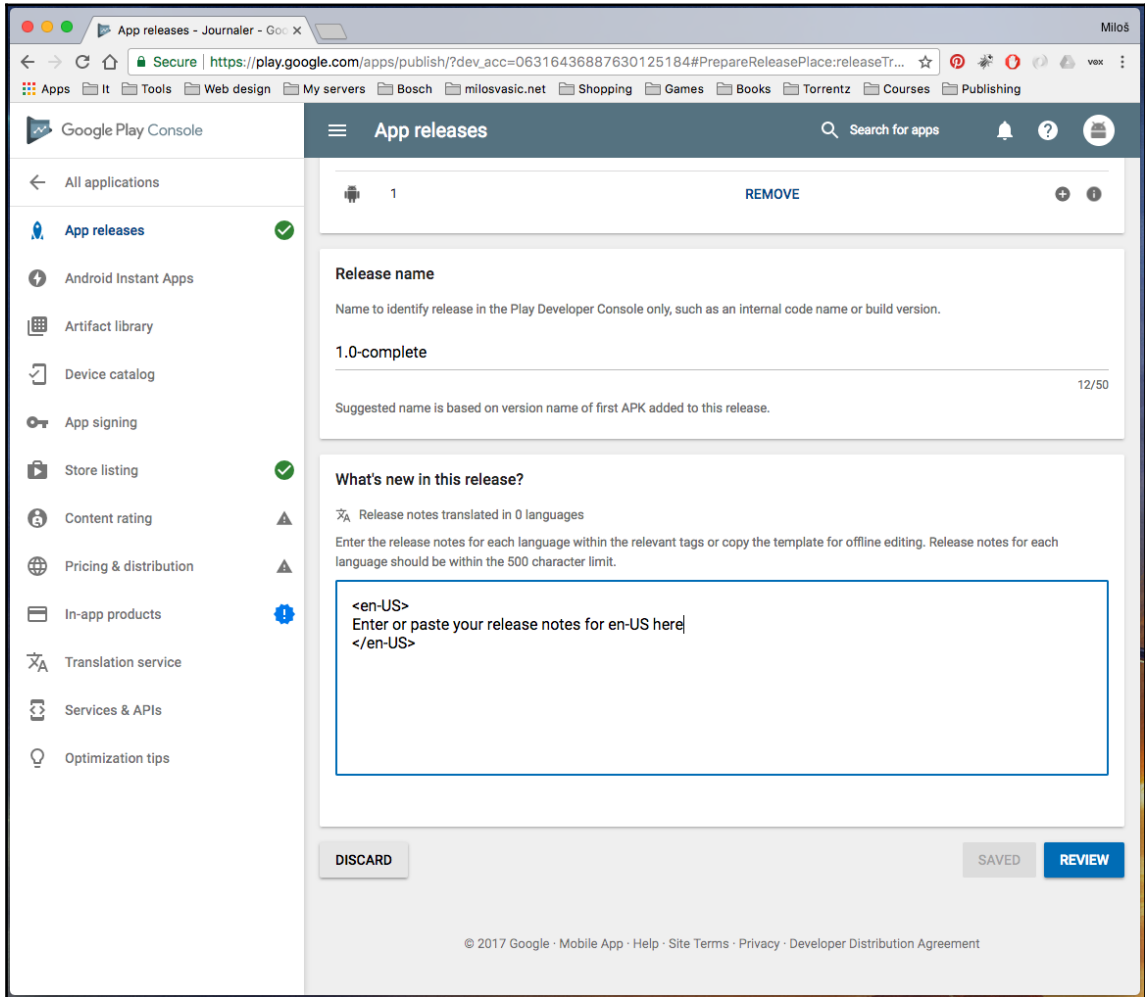 App releases - Journaler - Goo
Miloš
Secure | https://play.google.com/apps/publish/?dev_acc=06316436887630125184#PrepareReleasePlace:releaseTr...
vox
Apps It Tools Web design My servers Bosch milosvasic.net Shopping Games Books Torrentz Courses Publishing
Google Play Console
App releases
Search for apps
All applications
1 REMOVE
App releases
Android Instant Apps
Artifact library
Device catalog
App signing
Store listing
Content rating
Pricing & distribution
In-app products
Translation service
Services & APIs
Optimization tips
Release name
Name to identify release in the Play Developer Console only, such as an internal code name or build version.
1.0-complete
12/50
Suggested name is based on version name of first APK added to this release.
What's new in this release?
Release notes translated in 0 languages
Enter the release notes for each language within the relevant tags or copy the template for offline editing. Release notes for each
language should be within the 500 character limit.
<en-US>
Enter or paste your release notes for en-US here
</en-US>
DISCARD
SAVED
REVIEW
© 2017 Google · Mobile App · Help · Site Terms · Privacy · Developer Distribution Agreement